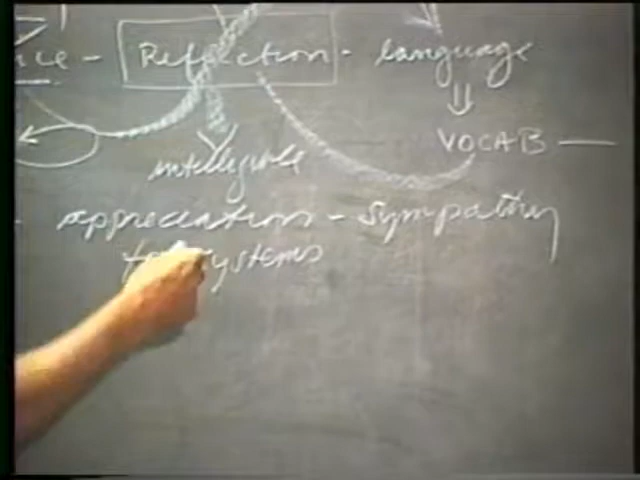 Reflection - language
VOCAB —
intelligible
appreciation - sympathy
systems